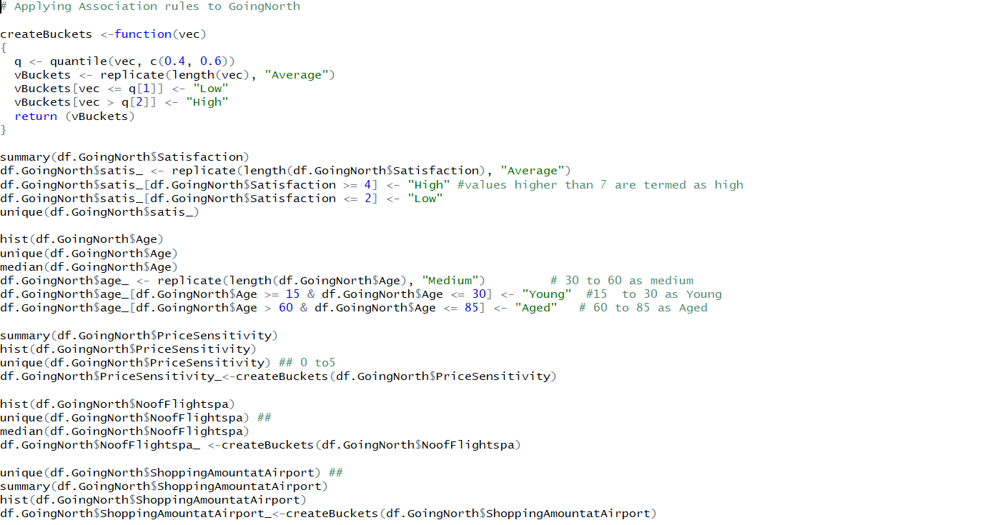 # Applying Association rules to GoingNorth
createBuckets <-function(vec)
{
  q <- quantile(vec, c(0.4, 0.6))
  vBuckets <- replicate(length(vec), "Average")
  vBuckets[vec <= q[1]] <- "Low"
  vBuckets[vec > q[2]] <- "High"
  return (vBuckets)
}
summary(df.GoingNorth$Satisfaction)
df.GoingNorth$satis_ <- replicate(length(df.GoingNorth$Satisfaction), "Average")
df.GoingNorth$satis_[df.GoingNorth$Satisfaction >= 4] <- "High" #values higher than 7 are termed as high
df.GoingNorth$satis_[df.GoingNorth$Satisfaction <= 2] <- "Low"
unique(df.GoingNorth$satis_)
hist(df.GoingNorth$Age)
unique(df.GoingNorth$Age)
median(df.GoingNorth$Age)
df.GoingNorth$age_ <- replicate(length(df.GoingNorth$Age), "Medium")         # 30 to 60 as medium
df.GoingNorth$age_[df.GoingNorth$Age >= 15 & df.GoingNorth$Age <= 30] <- "Young"  #15  to 30 as Young
df.GoingNorth$age_[df.GoingNorth$Age > 60 & df.GoingNorth$Age <= 85] <- "Aged"   # 60 to 85 as Aged
summary(df.GoingNorth$PriceSensitivity)
hist(df.GoingNorth$PriceSensitivity)
unique(df.GoingNorth$PriceSensitivity) ## 0 to5
df.GoingNorth$PriceSensitivity_<-createBuckets(df.GoingNorth$PriceSensitivity)
hist(df.GoingNorth$NoofFlightspa)
unique(df.GoingNorth$NoofFlightspa) ##
median(df.GoingNorth$NoofFlightspa)
df.GoingNorth$NoofFlightspa_ <-createBuckets(df.GoingNorth$NoofFlightspa)
unique(df.GoingNorth$ShoppingAmountatAirport) ##
summary(df.GoingNorth$ShoppingAmountatAirport)
hist(df.GoingNorth$ShoppingAmountatAirport)
df.GoingNorth$ShoppingAmountatAirport_<-createBuckets(df.GoingNorth$ShoppingAmountatAirport)